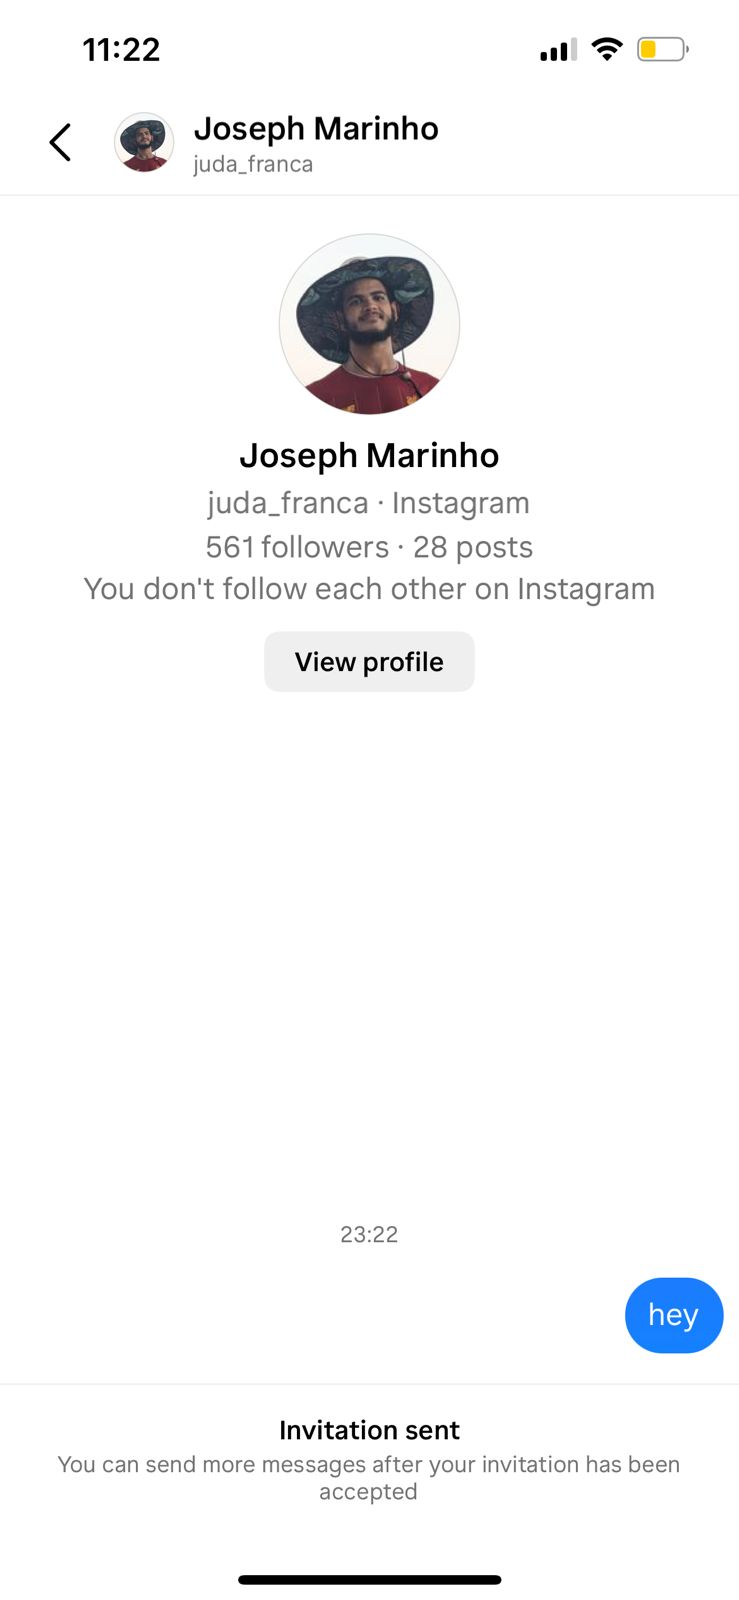 11:22
Joseph Marinho
juda_franca
Joseph Marinho
juda_franca · Instagram
561 followers · 28 posts
You don't follow each other on Instagram
View profile
23:22
hey
Invitation sent
You can send more messages after your invitation has been
accepted